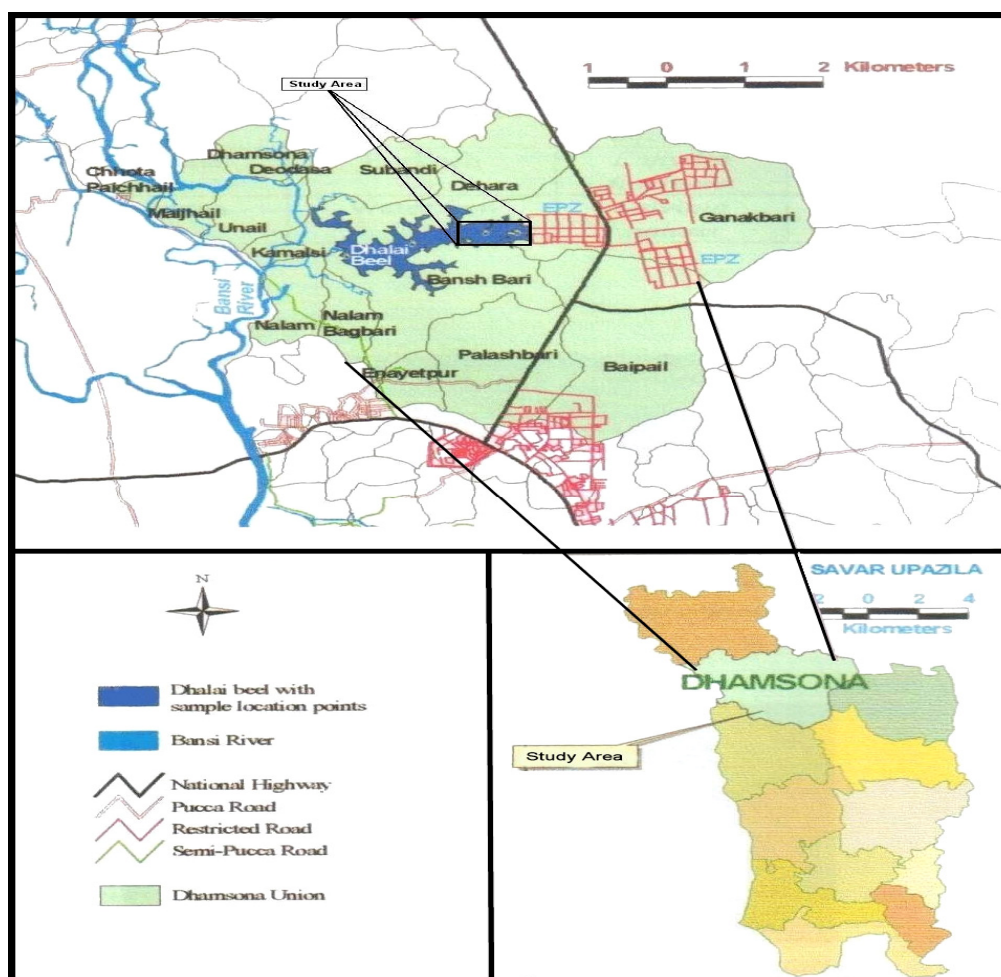 Study Area
1 0 1 2 Kilometers
Dhamsona
Deodasa
Subandi
Dehara
Chhota
Palchhail
Maijhail
Unail
EPZ
Ganakbari
Kamalsi
Dhalai
Beel
EPZ
Bansh Bari
Bansi
River
Nalam
Nalam
Bagbari
Palashbari
Enayetpur
Baipail
N
Dhalai beel with
sample location points
Bansi River
National Highway
Pucca Road
Restricted Road
Semi-Pucca Road
Dhamsona Union
SAVAR UPAZILA
2 0 2 4
Kilometers
DHAMSONA
Study Area